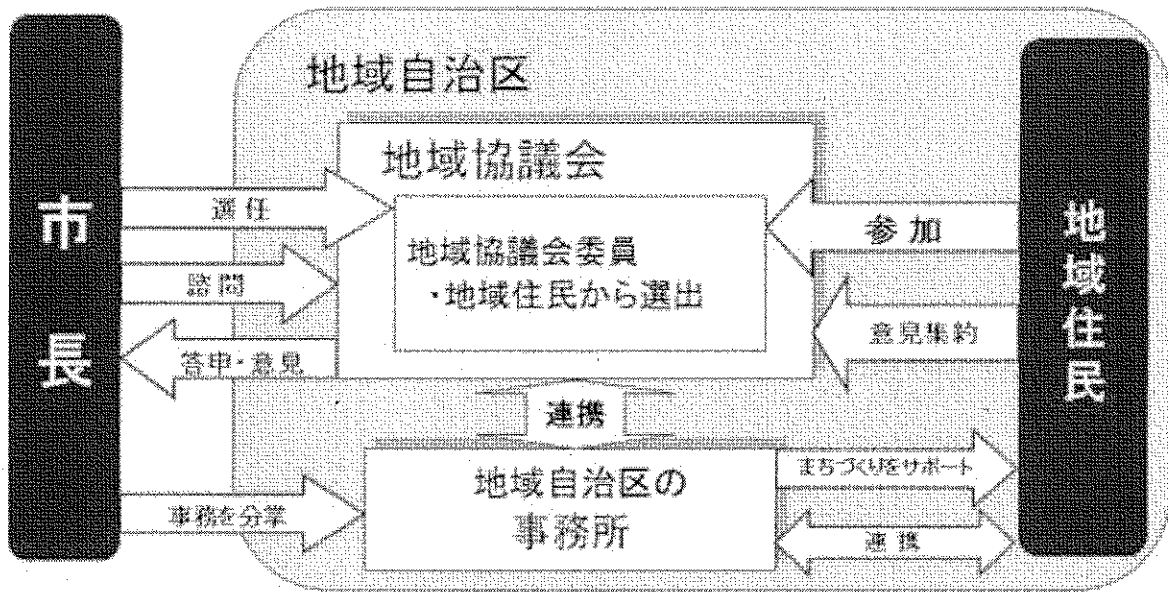 地域自治区
地域協議会
市長
選任
諮問
答申・意見
地域協議会委員
・地域住民から選出
参加
意見集約
地域住民
連携
地域自治区の
事務所
事務を分掌
まちづくりをサポート
連携